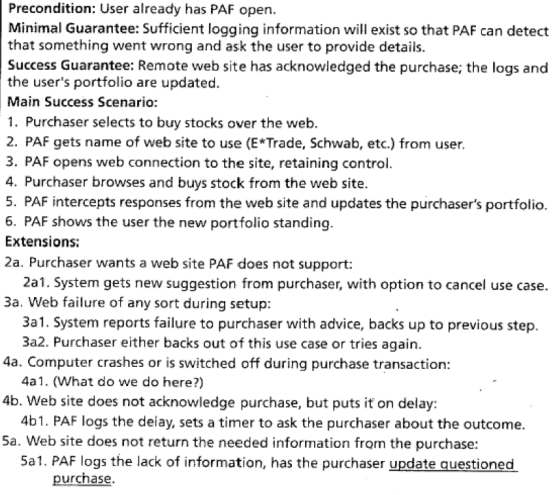 Precondition: User already has PAF open.
Minimal Guarantee: Sufficient logging information will exist so that PAF can detect
that something went wrong and ask the user to provide details.
Success Guarantee: Remote web site has acknowledged the purchase; the logs and
the user's portfolio are updated.
Main Success Scenario:
1. Purchaser selects to buy stocks over the web.
2. PAF gets name of web site to use (E*Trade, Schwab, etc.) from user.
3. PAF opens web connection to the site, retaining control.
4. Purchaser browses and buys stock from the web site.
5. PAF intercepts responses from the web site and updates the purchaser's portfolio.
6. PAF shows the user the new portfolio standing.
Extensions:
2a. Purchaser wants a web site PAF does not support:
2a1. System gets new suggestion from purchaser, with option to cancel use case.
3a. Web failure of any sort during setup:
3a1. System reports failure to purchaser with advice, backs up to previous step.
3a2. Purchaser either backs out of this use case or tries again.
4a. Computer crashes or is switched off during purchase transaction:
4a1. (What do we do here?)
4b. Web site does not acknowledge purchase, but puts it on delay:
4b1. PAF logs the delay, sets a timer to ask the purchaser about the outcome.
5a. Web site does not return the needed information from the purchase:
5a1. PAF logs the lack of information, has the purchaser update questioned
purchase.